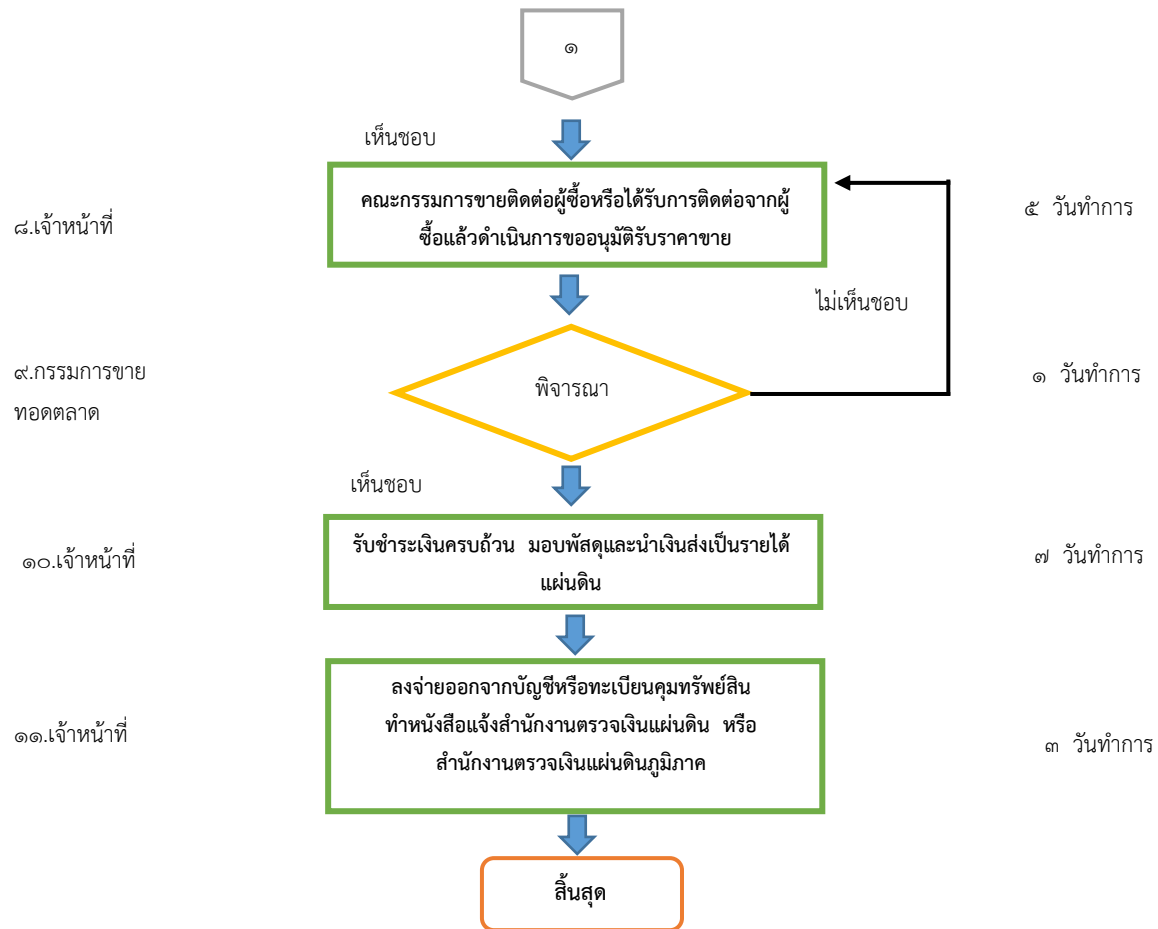 ๑
เห็นชอบ
๘.เจ้าหน้าที่
คณะกรรมการขายติดต่อผู้ซื้อหรือได้รับการติดต่อจากผู้
ซื้อแล้วดำเนินการขออนุมัติรับราคาขาย
๕ วันทำการ
ไม่เห็นชอบ
๙.กรรมการขาย
ทอดตลาด
พิจารณา
๑ วันทำการ
เห็นชอบ
๑๐.เจ้าหน้าที่
รับชำระเงินครบถ้วน มอบพัสดุและนำเงินส่งเป็นรายได้
แผ่นดิน
๗ วันทำการ
๑๑.เจ้าหน้าที่
ลงจ่ายออกจากบัญชีหรือทะเบียนคุมทรัพย์สิน
ทำหนังสือแจ้งสำนักงานตรวจเงินแผ่นดิน หรือ
สำนักงานตรวจเงินแผ่นดินภูมิภาค
๓ วันทำการ
สิ้นสุด